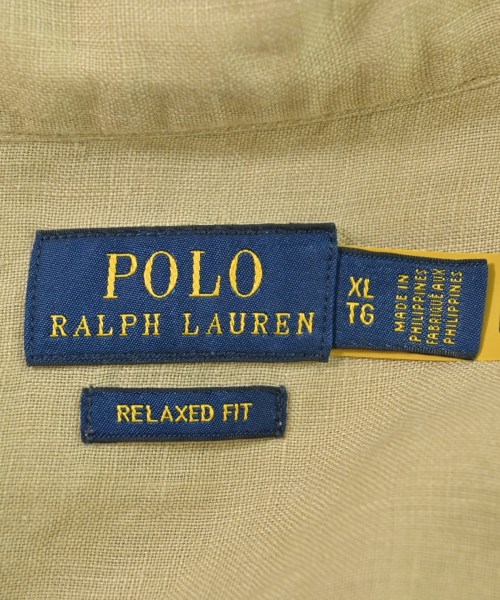 POLO
RALPH LAUREN
XL
TG
MADE IN
PHILIPPINES
FABRIQUÉ AUX
PHILIPPINES
RELAXED FIT